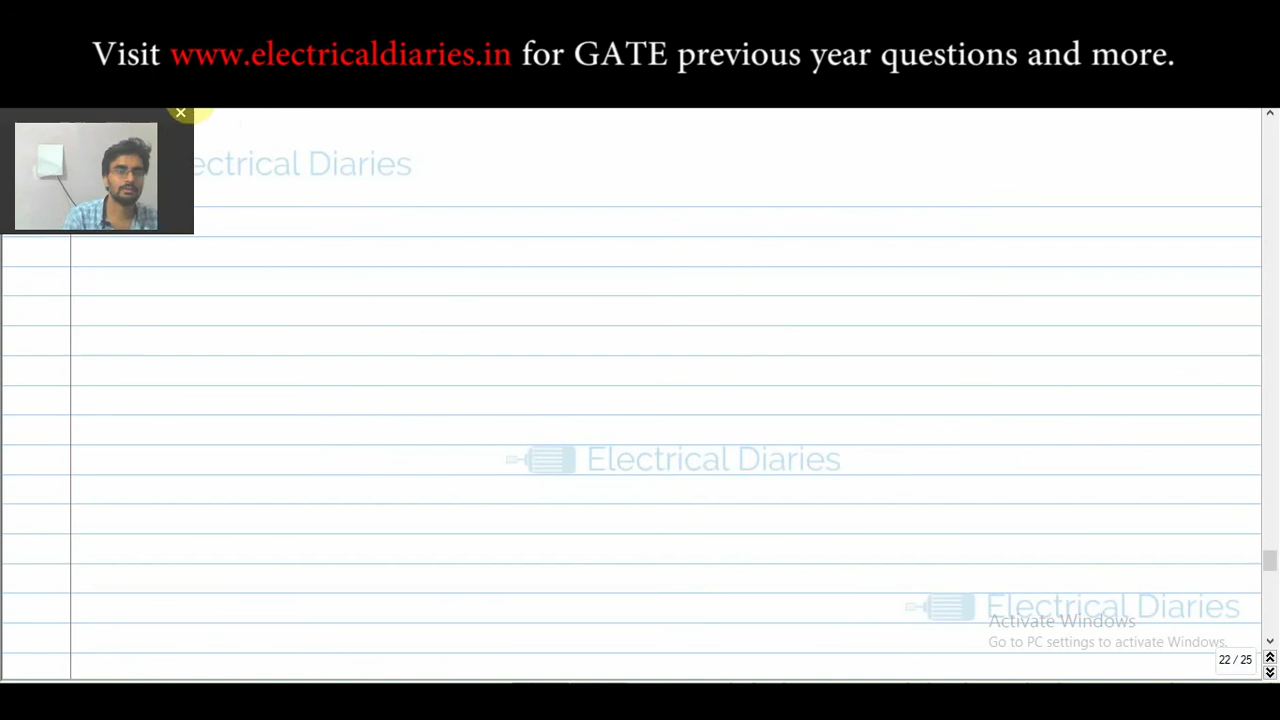 Visit www.electricaldiaries.in for GATE previous year questions and more.
ectrical Diaries
Electrical Diaries
Electrical Diaries
Activate Windows
Go to PC settings to activate Windows.
22 / 25